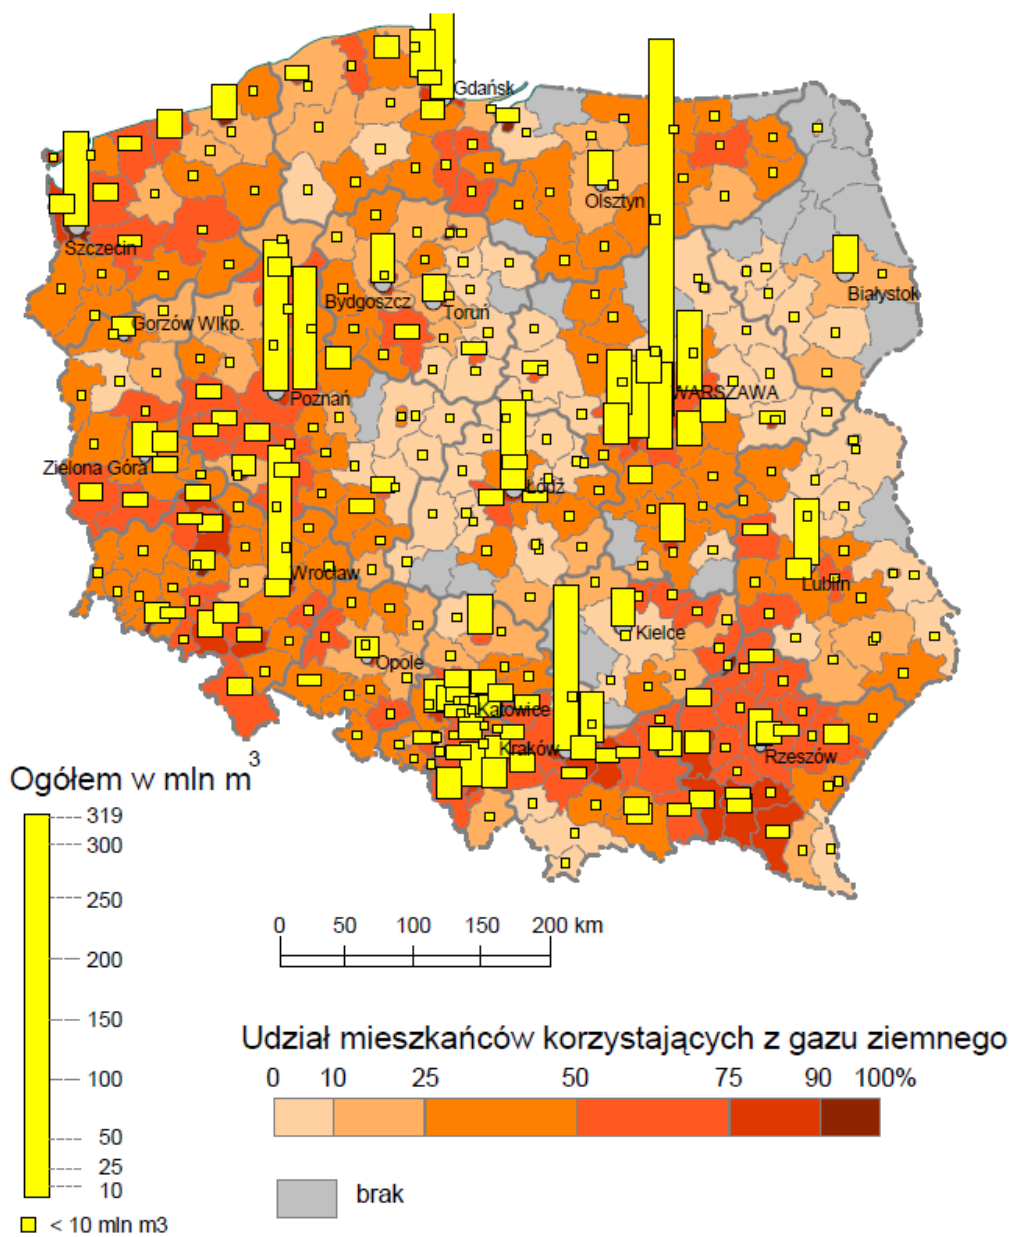 Gdańsk
Olsztyn
Szczecin
Białystok
Bydgoszcz
Toruń
Gorzów Wlkp.
Poznań
WARSZAWA
Zielona Góra
Łódź
Wrocław
Lublin
Kielce
Opole
Katowice
Kraków
Rzeszów
Ogółem w mln m3
319
300
250
200
150
100
50
25
10
< 10 mln m3
0 50 100 150 200 km
Udział mieszkańców korzystających z gazu ziemnego
0 10 25 50 75 90 100%
brak